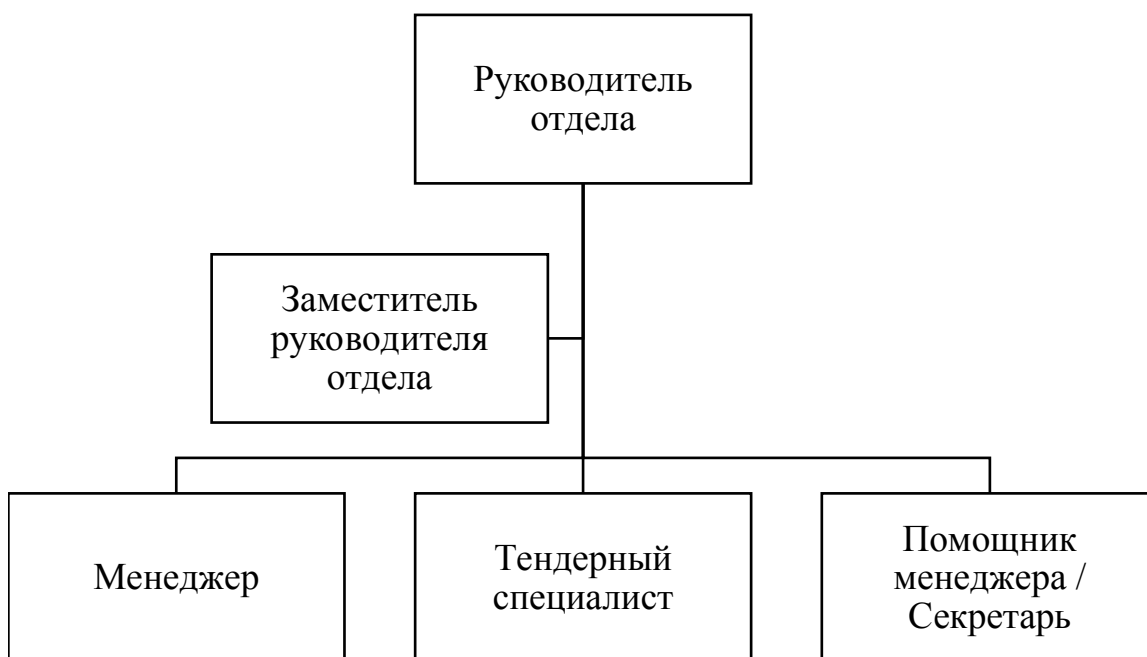 Руководитель
отдела
Заместитель
руководителя
отдела
Менеджер
Тендерный
специалист
Помощник
менеджера /
Секретарь